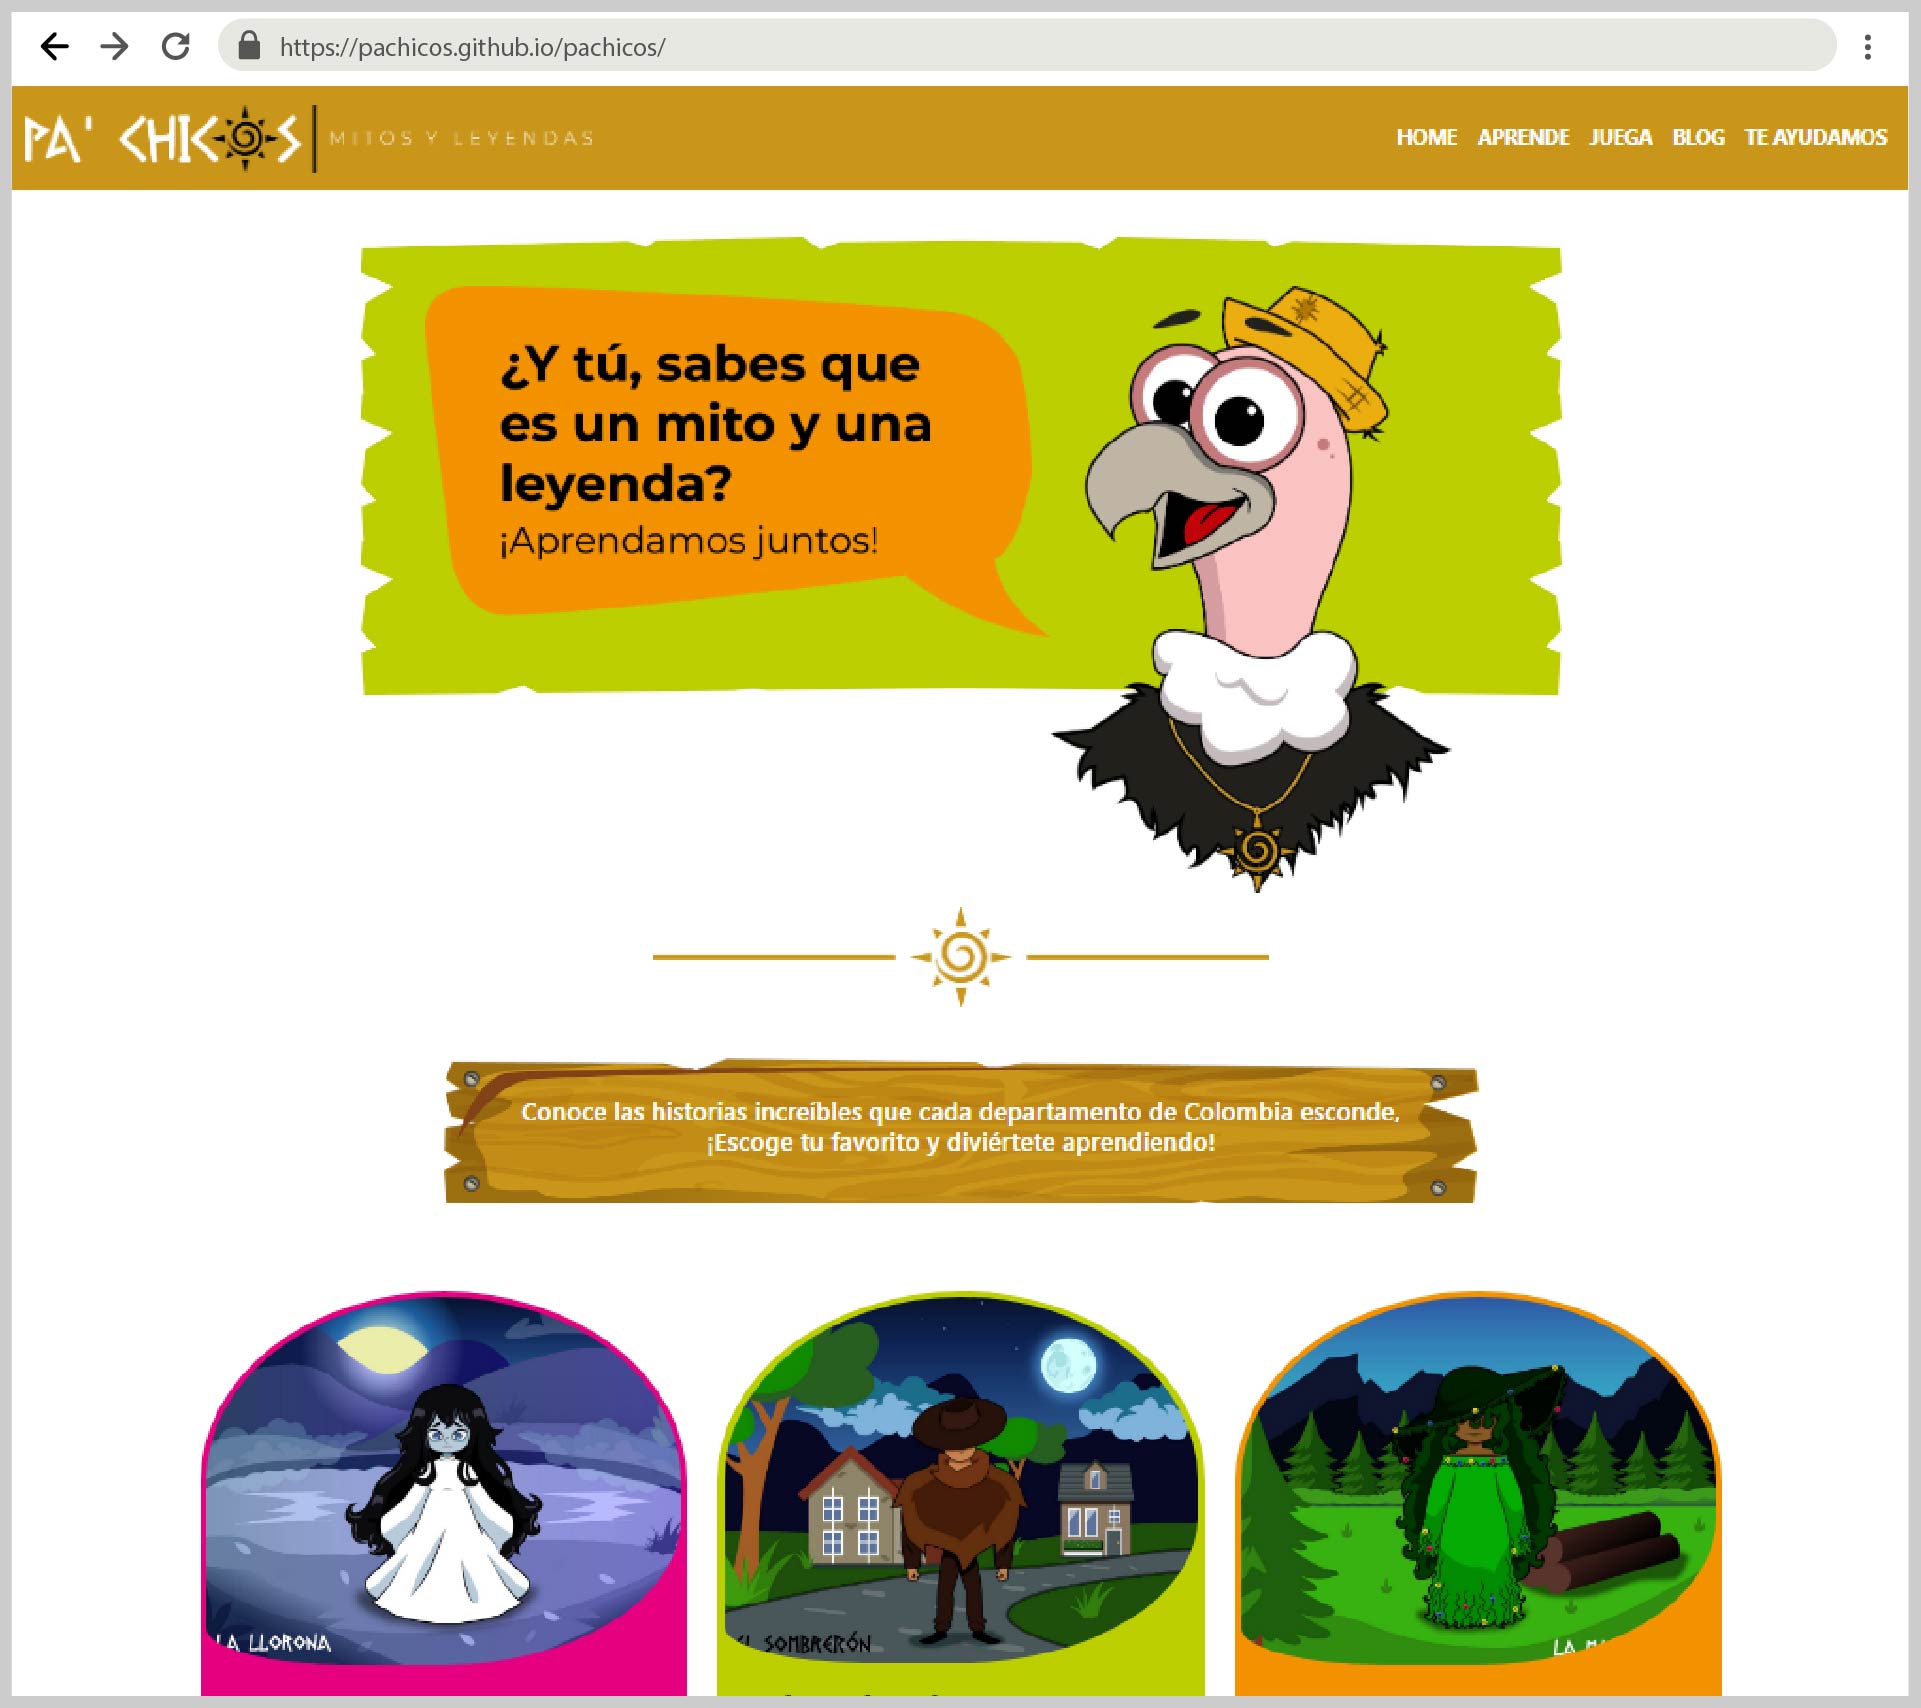 https://pachicos.github.io/pachicos/
PA' CHICOS | MITOS Y LEYENDAS
HOME APRENDE JUEGA BLOG TE AYUDAMOS
¿Y tú, sabes que
es un mito y una
leyenda?
¡Aprendamos juntos!
Conoce las historias increíbles que cada departamento de Colombia esconde,
¡Escoge tu favorito y diviértete aprendiendo!
LA LLORONA
EL SOMBRERÓN
LA